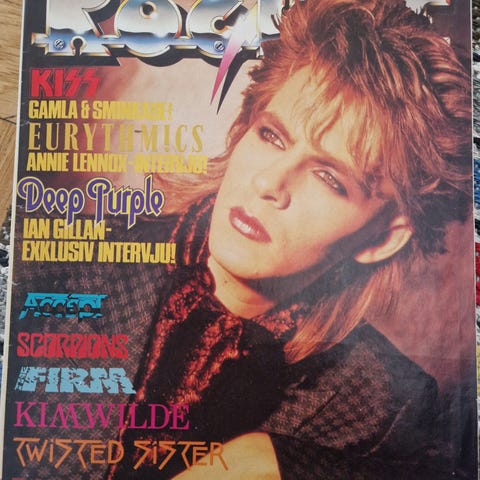 KISS
GAMLA & SMINKADE!
EURYTHMICS
ANNIE LENNOX-INTERVJU!
Deep Purple
IAN GILLAN-
EXKLUSIV INTERVJU!
ACCEPT
SCORPIONS
THE FIRM
KIM WILDE
TWISTED SISTER